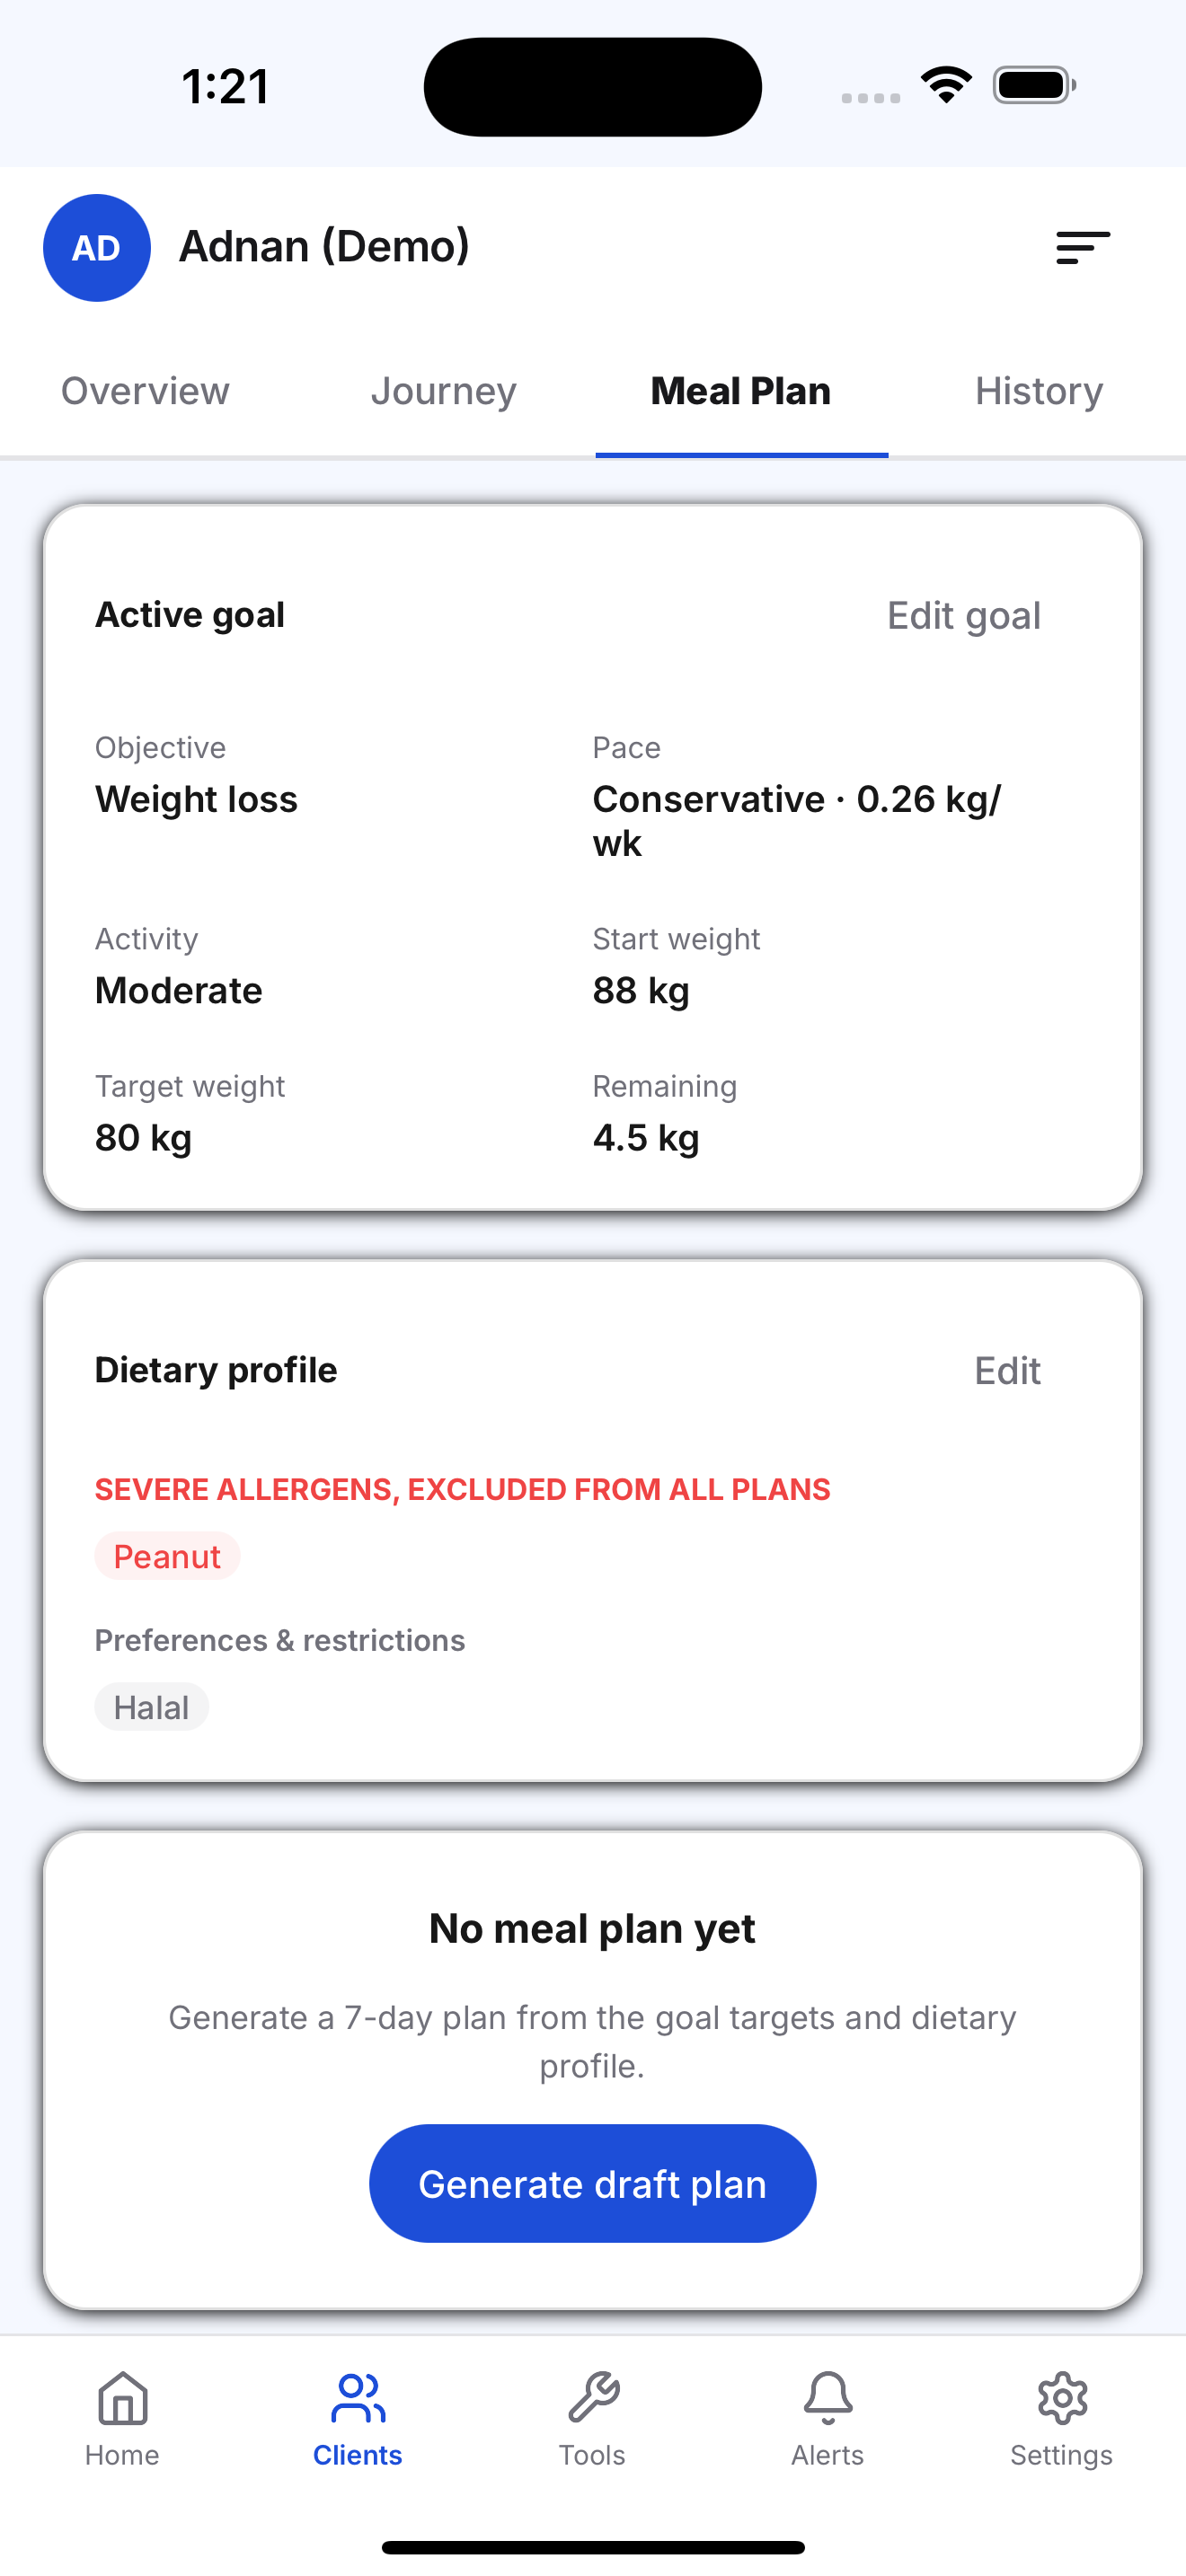 1:21
AD
Adnan (Demo)
Overview
Journey
Meal Plan
History
Active goal
Edit goal
Objective
Weight loss
Pace
Conservative · 0.26 kg/
wk
Activity
Moderate
Start weight
88 kg
Target weight
80 kg
Remaining
4.5 kg
Dietary profile
Edit
SEVERE ALLERGENS, EXCLUDED FROM ALL PLANS
Peanut
Preferences & restrictions
Halal
No meal plan yet
Generate a 7-day plan from the goal targets and dietary
profile.
Generate draft plan
Home
Clients
Tools
Alerts
Settings